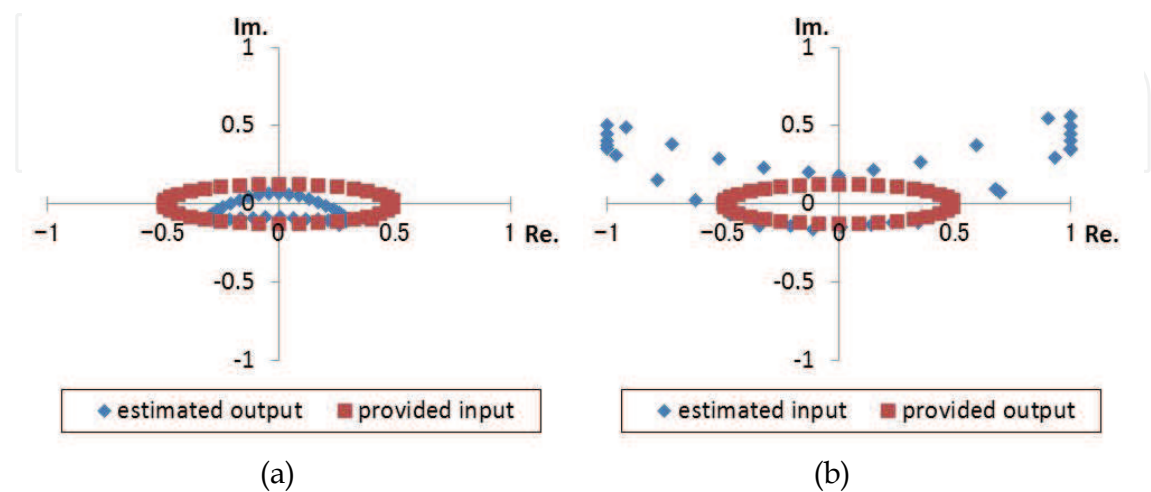 Im.
1
0.5
0
−1
−0.5
0
0.5
1
Re.
-0.5
-1
estimated output
provided input
(a)
Im.
1
0.5
0
−1
−0.5
0
0.5
1
Re.
-0.5
-1
estimated input
provided output
(b)